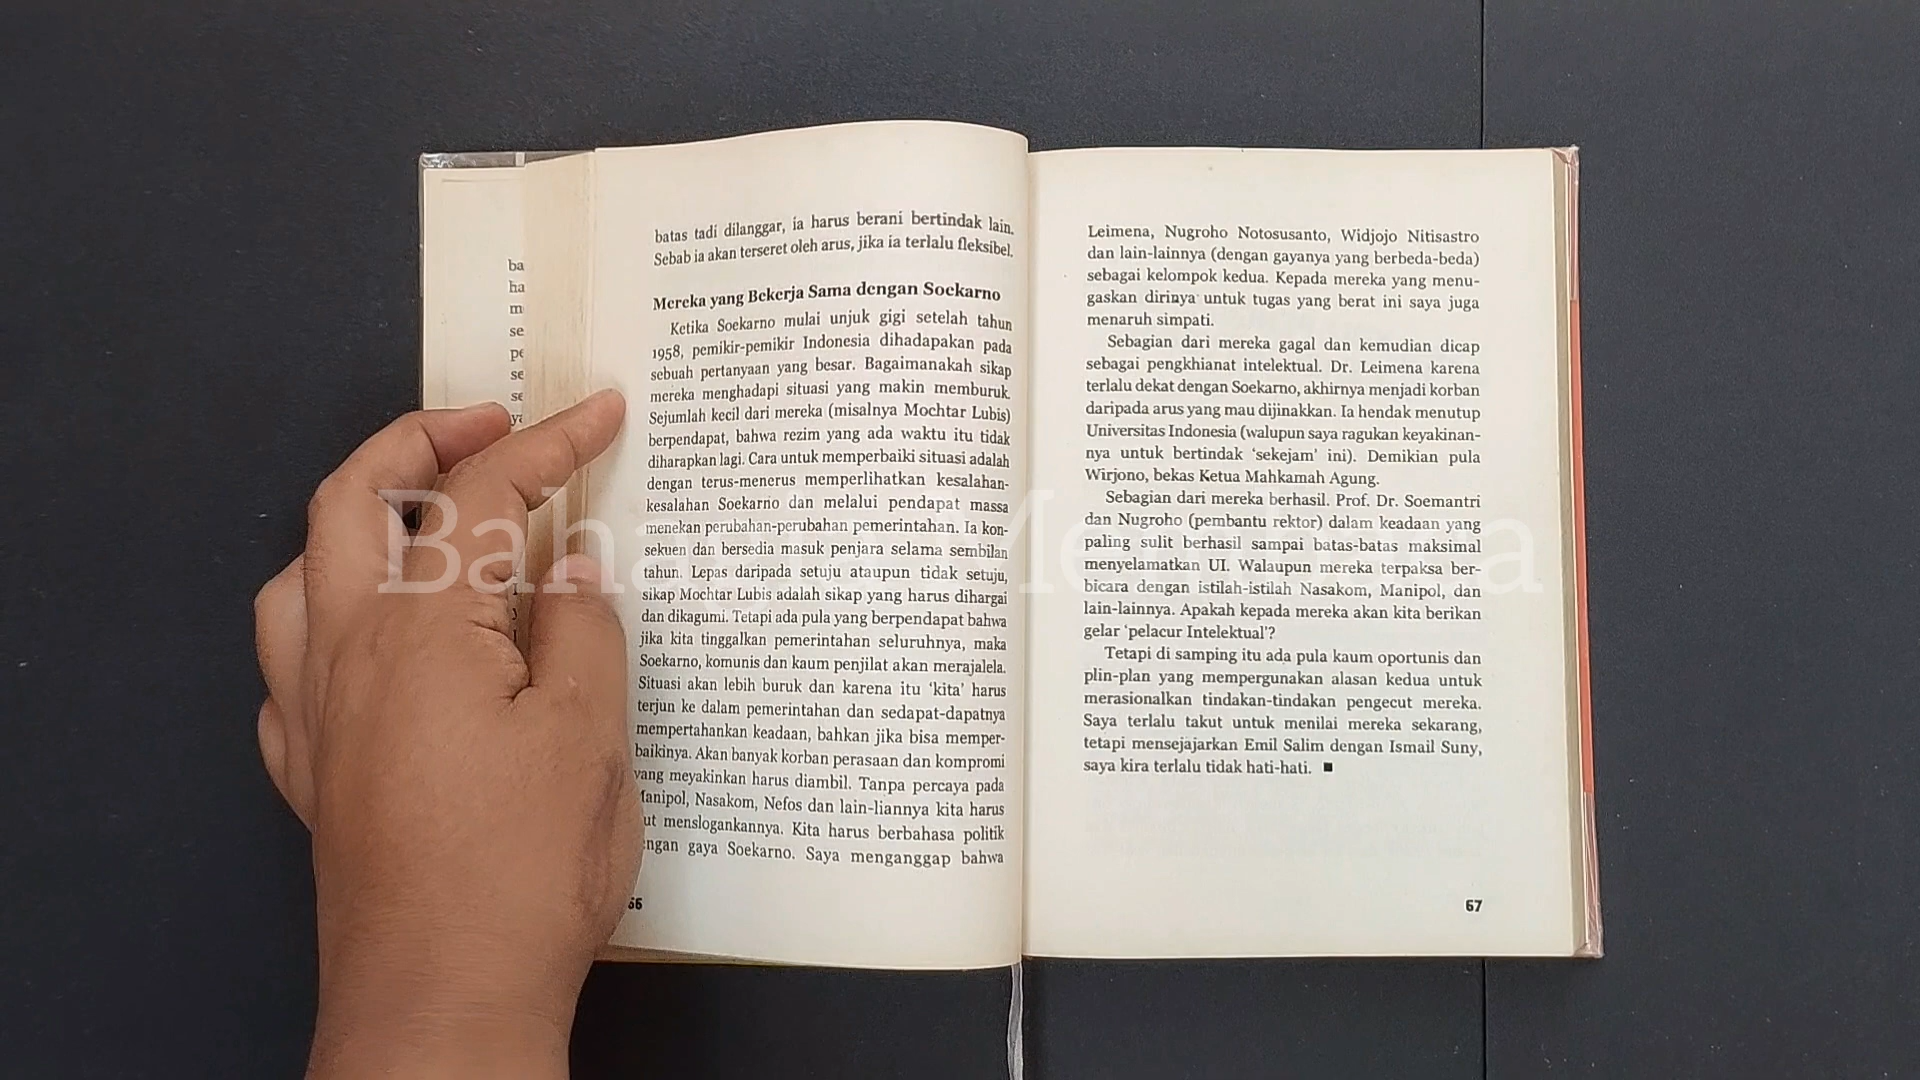 ba
ha
m
se
pe
se
se
ya
batas tadi dilanggar, ia harus berani bertindak lain.
Sebab ia akan terseret oleh arus, jika ia terlalu fleksibel.
Mereka yang Bekerja Sama dengan Soekarno
Ketika Soekarno mulai unjuk gigi setelah tahun
1958, pemikir-pemikir Indonesia dihadapakan pada
sebuah pertanyaan yang besar. Bagaimanakah sikap
mereka menghadapi situasi yang makin memburuk.
Sejumlah kecil dari mereka (misalnya Mochtar Lubis)
berpendapat, bahwa rezim yang ada waktu itu tidak
diharapkan lagi. Cara untuk memperbaiki situasi adalah
dengan terus-menerus memperlihatkan kesalahan-
kesalahan Soekarno dan melalui pendapat massa
menekan perubahan-perubahan pemerintahan. Ia kon-
sekuen dan bersedia masuk penjara selama sembilan
tahun. Lepas daripada setuju ataupun tidak setuju,
sikap Mochtar Lubis adalah sikap yang harus dihargai
dan dikagumi. Tetapi ada pula yang berpendapat bahwa
jika kita tinggalkan pemerintahan seluruhnya, maka
Soekarno, komunis dan kaum penjilat akan merajalela.
Situasi akan lebih buruk dan karena itu 'kita' harus
terjun ke dalam pemerintahan dan sedapat-dapatnya
mempertahankan keadaan, bahkan jika bisa memper-
baikinya. Akan banyak korban perasaan dan kompromi
yang meyakinkan harus diambil. Tanpa percaya pada
Manipol, Nasakom, Nefos dan lain-liannya kita harus
ut menslogankannya. Kita harus berbahasa politik
engan gaya Soekarno. Saya menganggap bahwa
66
Leimena, Nugroho Notosusanto, Widjojo Nitisastro
dan lain-lainnya (dengan gayanya yang berbeda-beda)
sebagai kelompok kedua. Kepada mereka yang menu-
gaskan dirinya untuk tugas yang berat ini saya juga
menaruh simpati.
Sebagian dari mereka gagal dan kemudian dicap
sebagai pengkhianat intelektual. Dr. Leimena karena
terlalu dekat dengan Soekarno, akhirnya menjadi korban
daripada arus yang mau dijinakkan. Ia hendak menutup
Universitas Indonesia (walupun saya ragukan keyakinan-
nya untuk bertindak 'sekejam' ini). Demikian pula
Wirjono, bekas Ketua Mahkamah Agung.
Sebagian dari mereka berhasil. Prof. Dr. Soemantri
dan Nugroho (pembantu rektor) dalam keadaan yang
paling sulit berhasil sampai batas-batas maksimal
menyelamatkan UI. Walaupun mereka terpaksa ber-
bicara dengan istilah-istilah Nasakom, Manipol, dan
lain-lainnya. Apakah kepada mereka akan kita berikan
gelar 'pelacur Intelektual'?
Tetapi di samping itu ada pula kaum oportunis dan
plin-plan yang mempergunakan alasan kedua untuk
merasionalkan tindakan-tindakan pengecut mereka.
Saya terlalu takut untuk menilai mereka sekarang,
tetapi mensejajarkan Emil Salim dengan Ismail Suny,
saya kira terlalu tidak hati-hati. ■
67
Bahagia Membaca